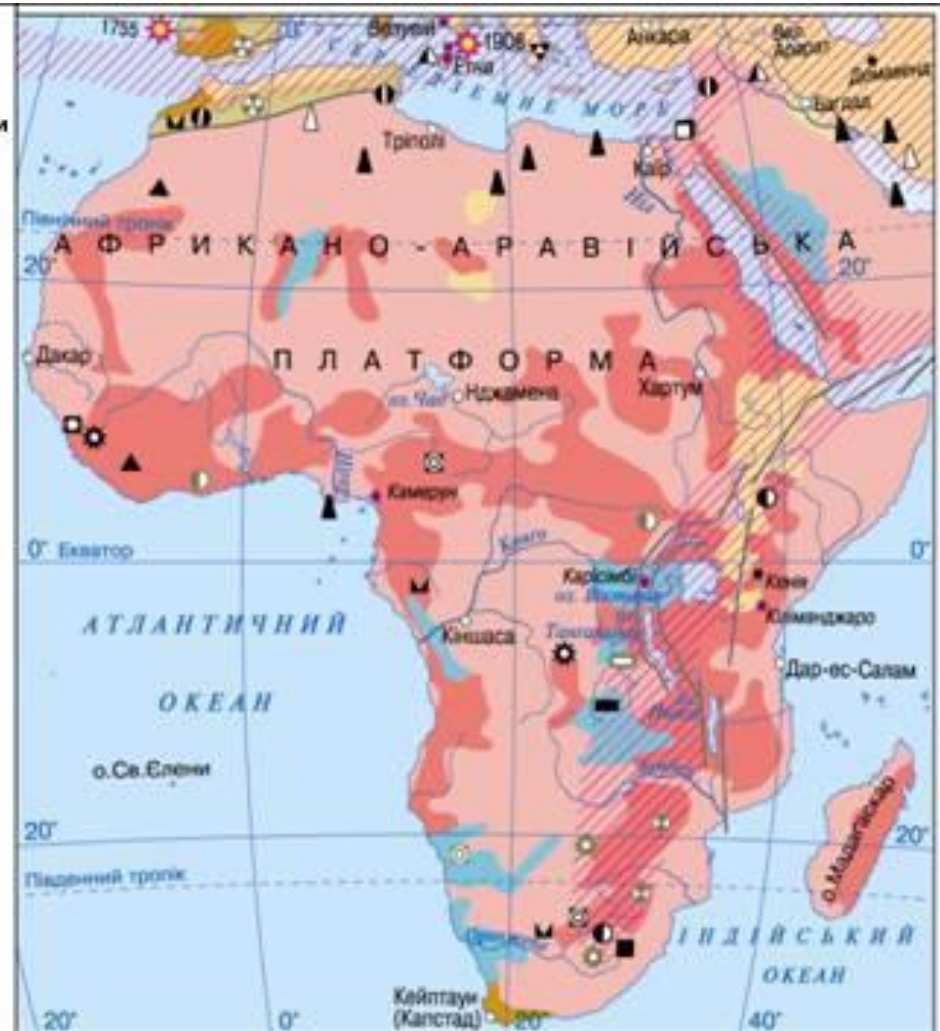 1755
Везувій
1908
Етна
Анкара
вкл. Арарат
Демавенд
Багдад
СЕРЕДЗЕМНЕ МОРЕ
и
Тріполі
Каїр
Ніл
Північний тропік
АФРИКАНО-АРАВІЙСЬКА
20°
20°
ПЛАТФОРМА
Дакар
оз. Чад
Нджамена
Хартум
Камерун
0°
Екватор
Конго
0°
Карісімбі
Кенія
оз. Вікторія
Кіліманджаро
АТЛАНТИЧНИЙ
Кіншаса
Дар-ес-Салам
ОКЕАН
о.Св.Єлени
20°
20°
о.Мадагаскар
Південний тропік
ІНДІЙСЬКИЙ
ОКЕАН
Кейптаун
(Капстад)
20°
0°
20°
40°